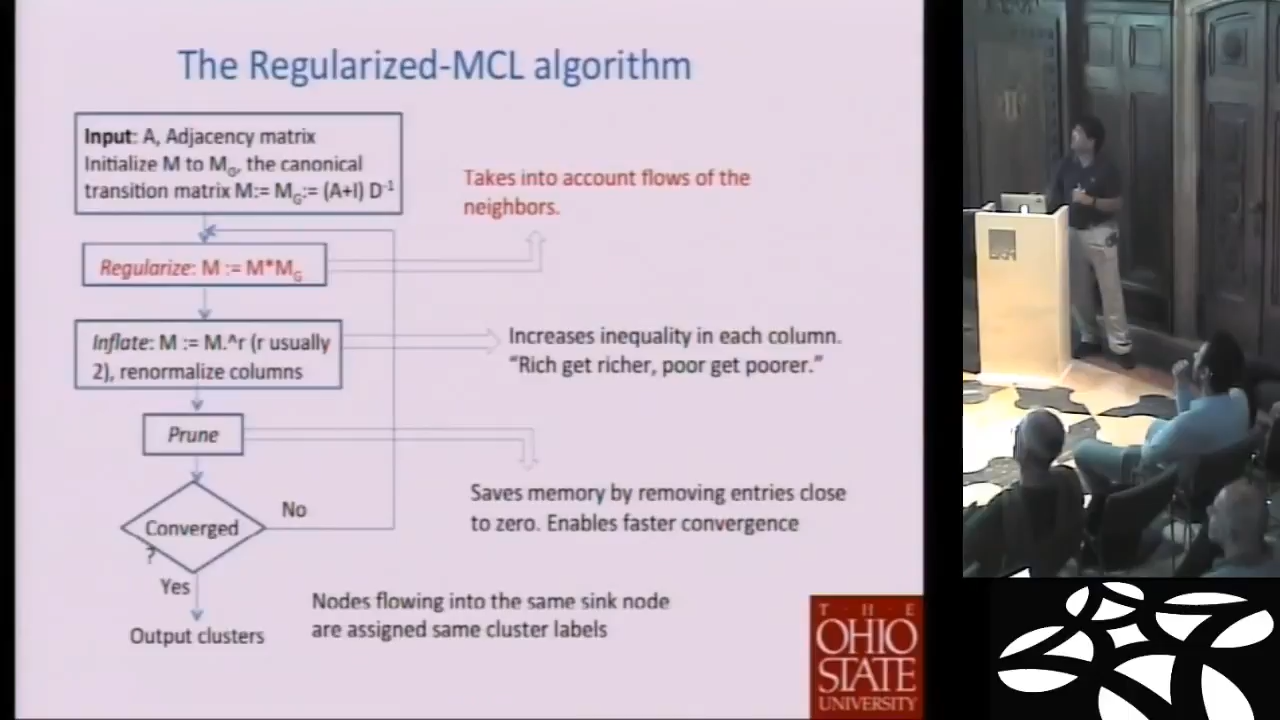 The Regularized-MCL algorithm
Input: A, Adjacency matrix
Initialize M to M_G, the canonical
transition matrix M:= M_G:= (A+I) D^-1
Takes into account flows of the
neighbors.
Regularize: M := M*M_G
Inflate: M := M.^r (r usually
2), renormalize columns
Increases inequality in each column.
“Rich get richer, poor get poorer.”
Prune
Saves memory by removing entries close
to zero. Enables faster convergence
Converged
?
No
Yes
Output clusters
Nodes flowing into the same sink node
are assigned same cluster labels
T · H · E
OHIO
STATE
UNIVERSITY